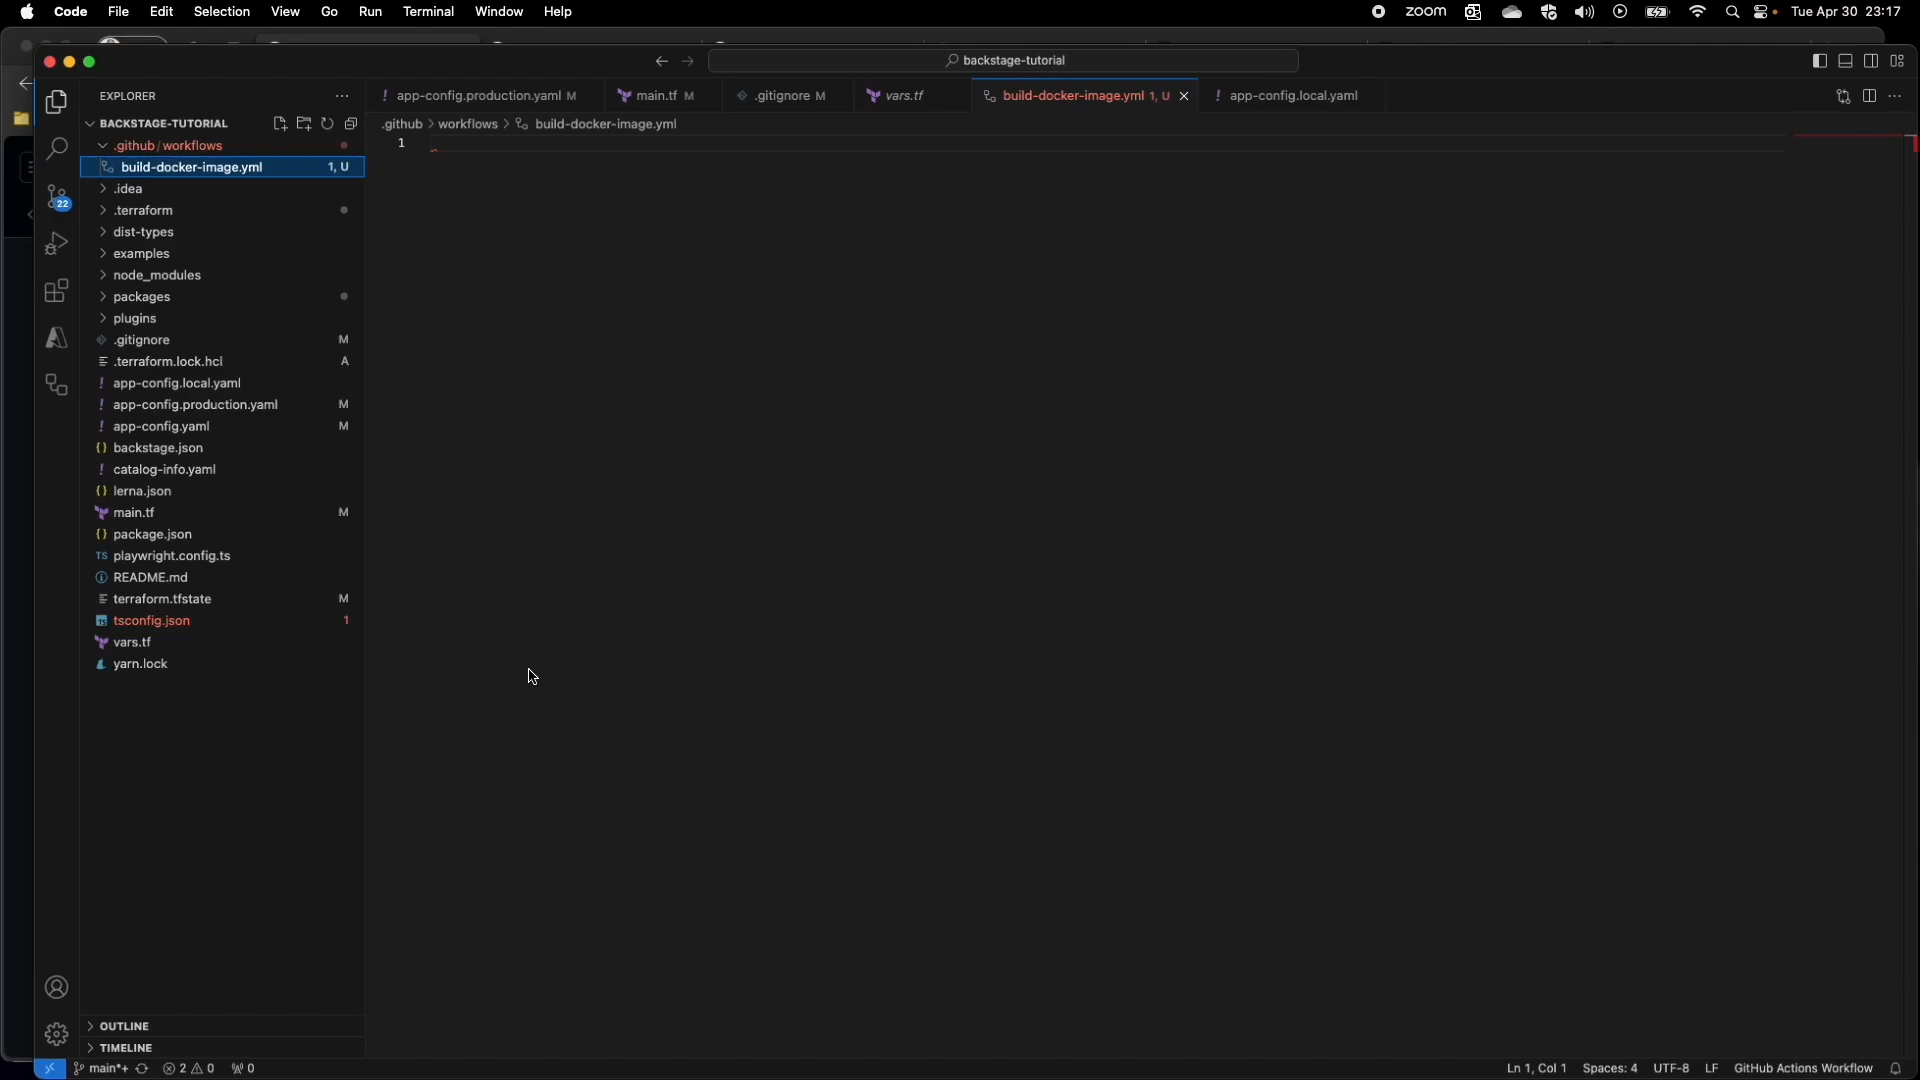 Code File Edit Selection View Go Run Terminal Window Help
zoom Tue Apr 30 23:17
backstage-tutorial
EXPLORER
app-config.production.yaml M
main.tf M
.gitignore M
vars.tf
build-docker-image.yml 1, U
app-config.local.yaml
BACKSTAGE-TUTORIAL
.github > workflows > build-docker-image.yml
1
.github/workflows
build-docker-image.yml 1, U
.idea
.terraform
dist-types
examples
node_modules
packages
plugins
.gitignore M
.terraform.lock.hcl A
app-config.local.yaml
app-config.production.yaml M
app-config.yaml M
backstage.json
catalog-info.yaml
lerna.json
main.tf M
package.json
TS playwright.config.ts
README.md
terraform.tfstate M
tsconfig.json 1
vars.tf
yarn.lock
22
OUTLINE
TIMELINE
main*+ 2 0 0
Ln 1, Col 1 Spaces: 4 UTF-8 LF GitHub Actions Workflow